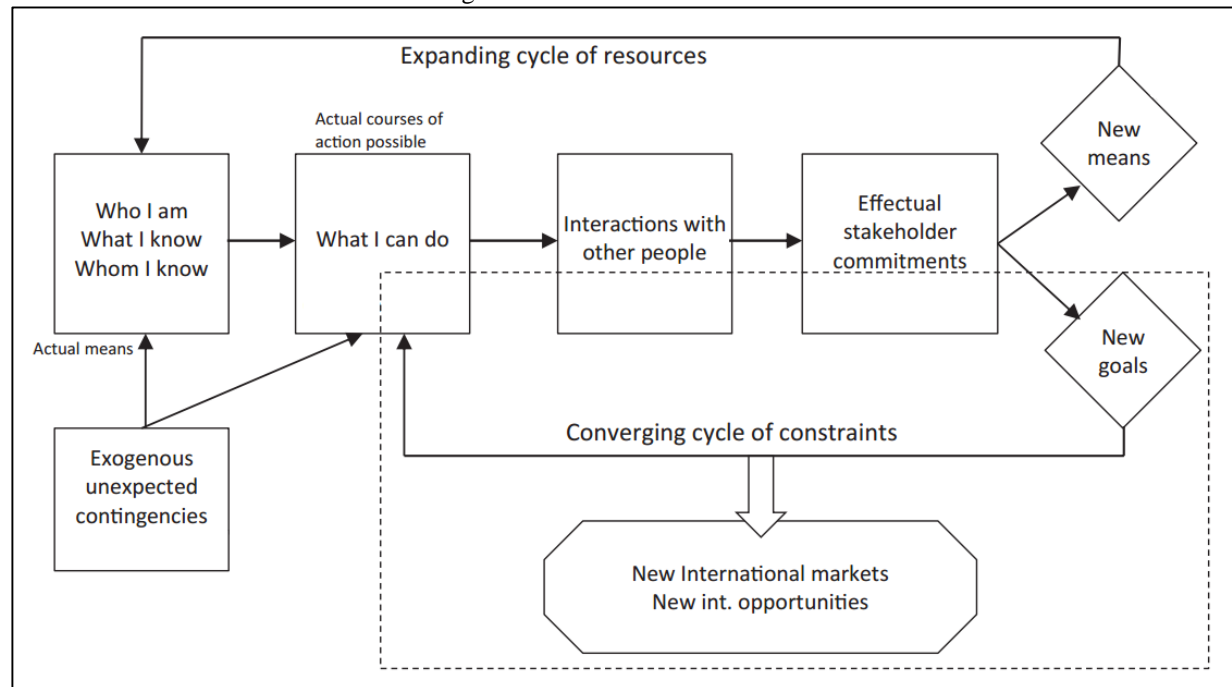 Expanding cycle of resources
Actual courses of
action possible
New
means
Who I am
What I know
Whom I know
What I can do
Interactions with
other people
Effectual
stakeholder
commitments
Actual means
New
goals
Exogenous
unexpected
contingencies
Converging cycle of constraints
New International markets
New int. opportunities